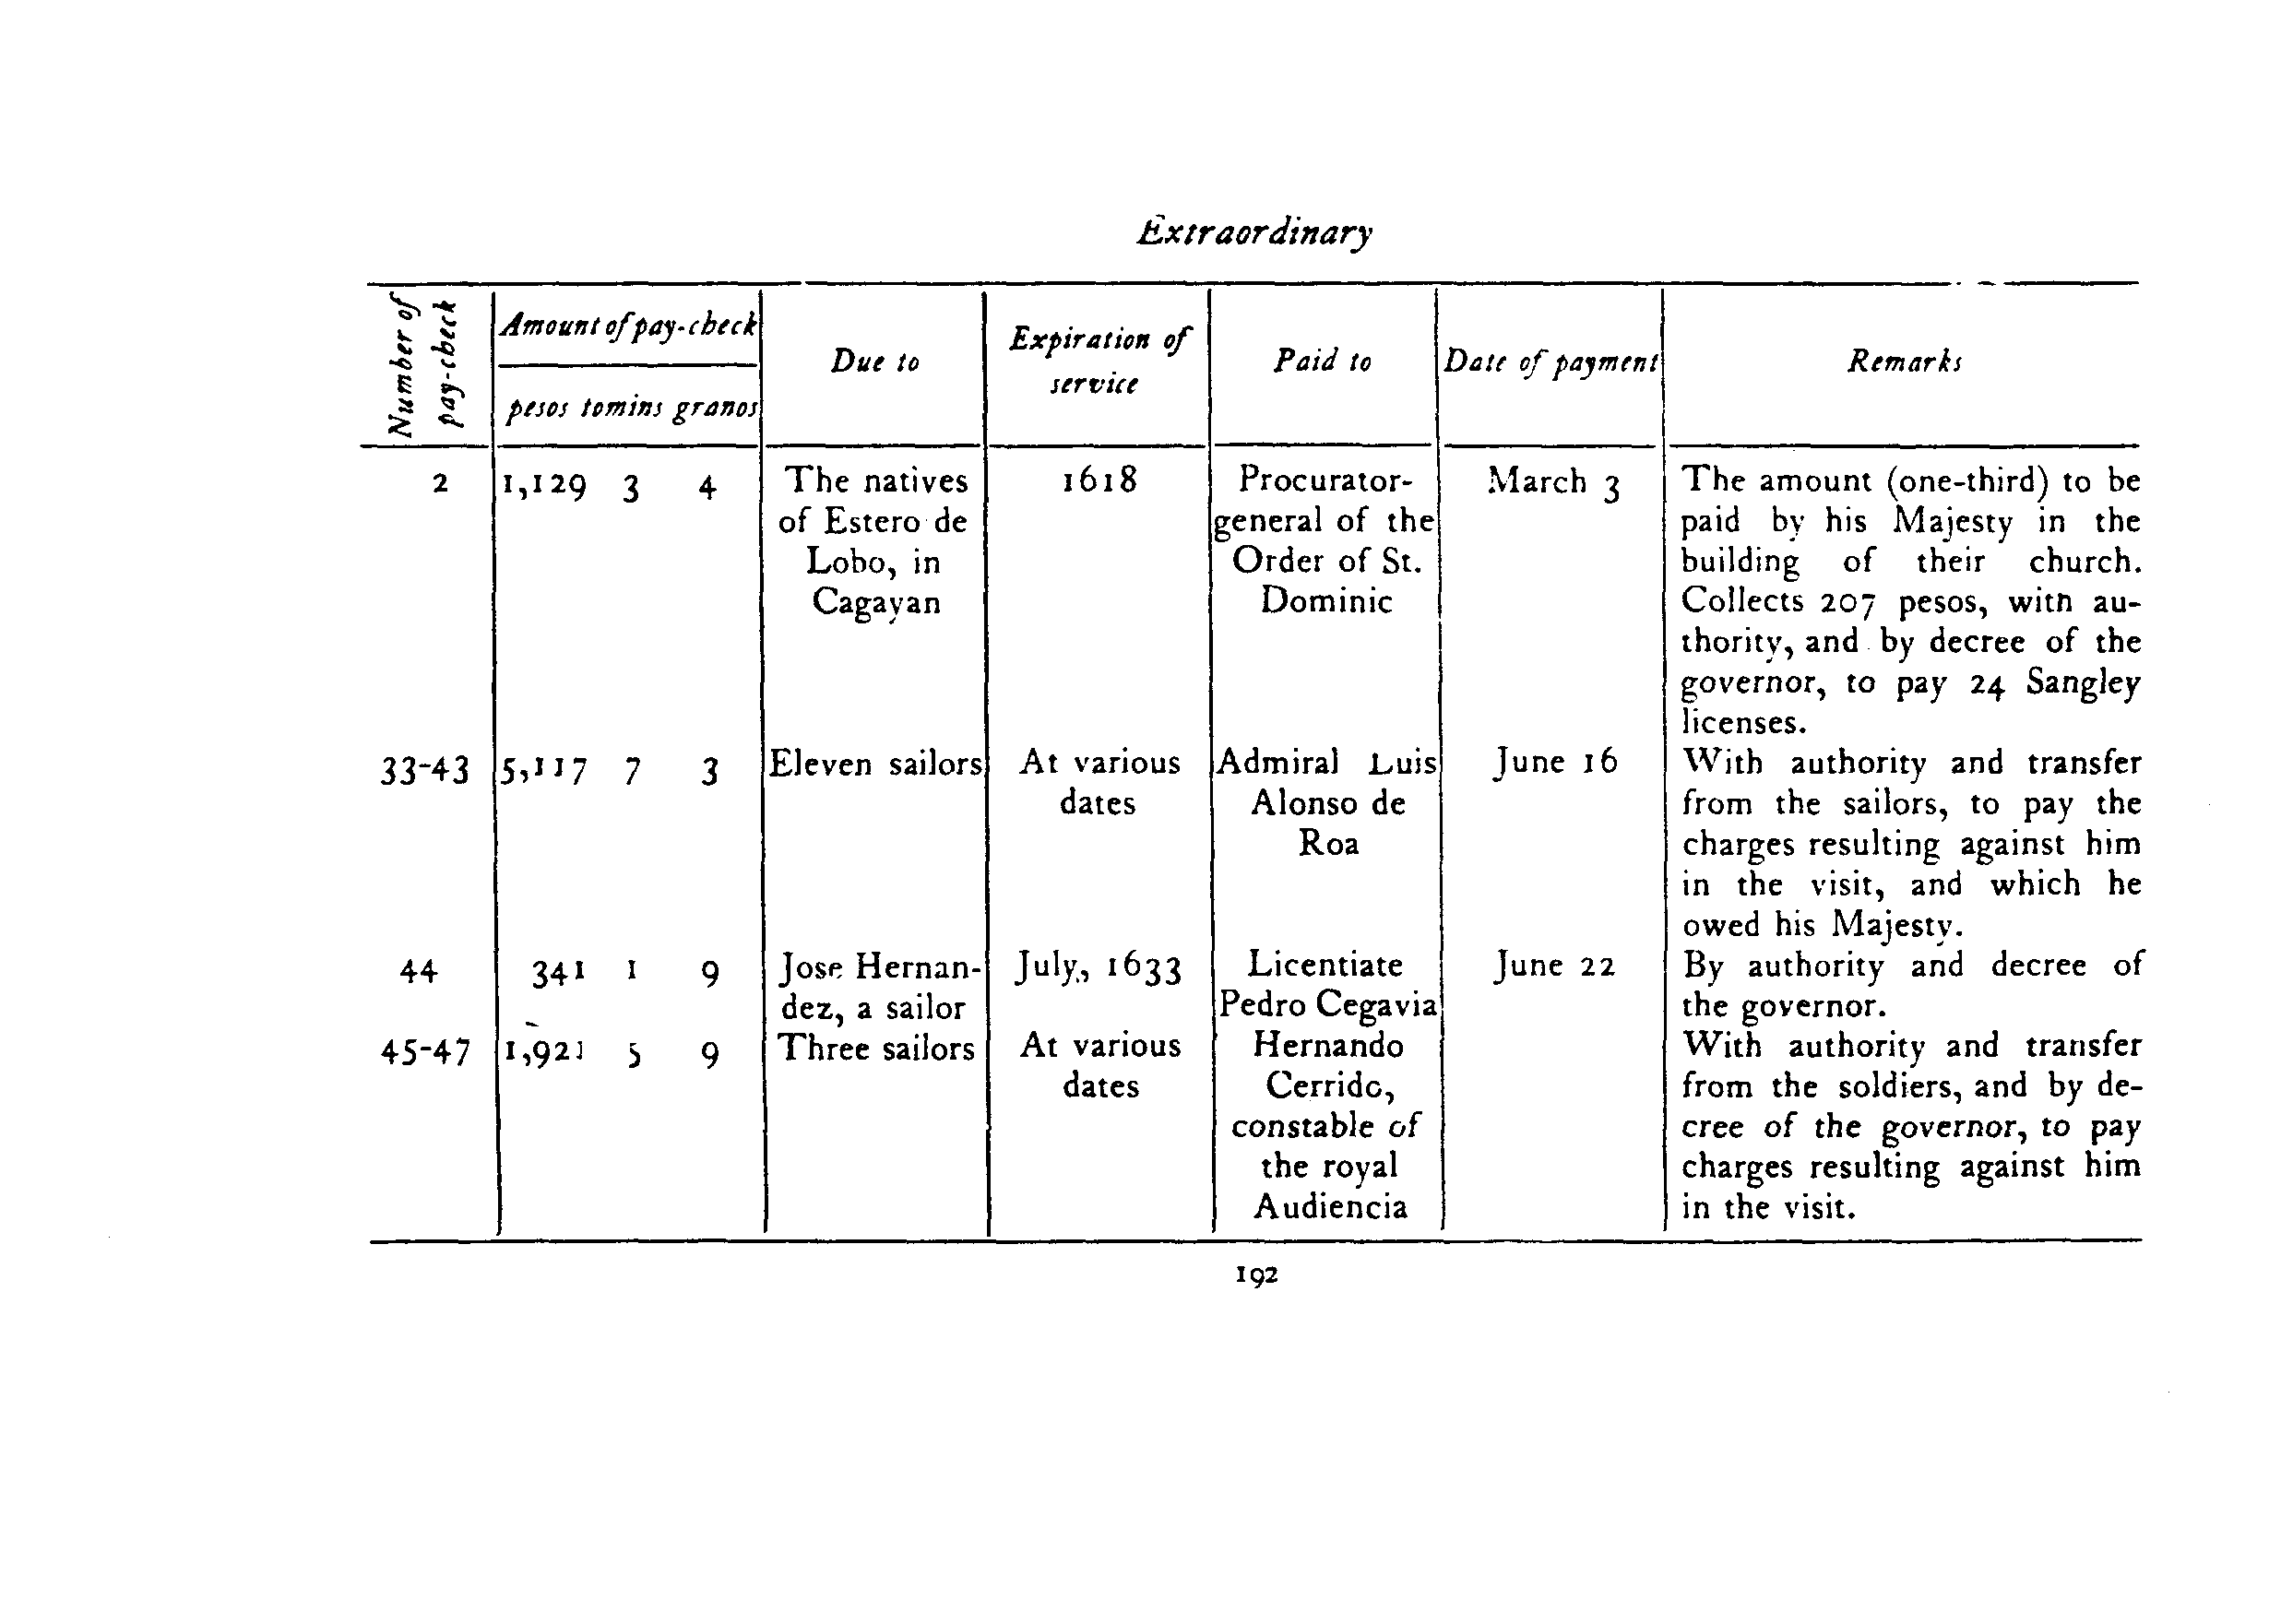 Extraordinary
Number of pay-check
Amount of pay-check
pesos tomins granos
Due to
Expiration of service
Paid to
Date of payment
Remarks
2 1,129 3 4 The natives 1618 Procurator- March 3 The amount (one-third) to be
of Estero de general of the paid by his Majesty in the
Lobo, in Order of St. building of their church.
Cagayan Dominic Collects 207 pesos, with au-
thority, and by decree of the
governor, to pay 24 Sangley
licenses.
33-43 5,117 7 3 Eleven sailors At various Admiral Luis June 16 With authority and transfer
dates Alonso de from the sailors, to pay the
Roa charges resulting against him
in the visit, and which he
owed his Majesty.
44 341 1 9 Jose Hernan- July, 1633 Licentiate June 22 By authority and decree of
dez, a sailor Pedro Cegavia the governor.
45-47 1,921 5 9 Three sailors At various Hernando With authority and transfer
dates Cerrido, from the soldiers, and by de-
constable of cree of the governor, to pay
the royal charges resulting against him
Audiencia in the visit.
192